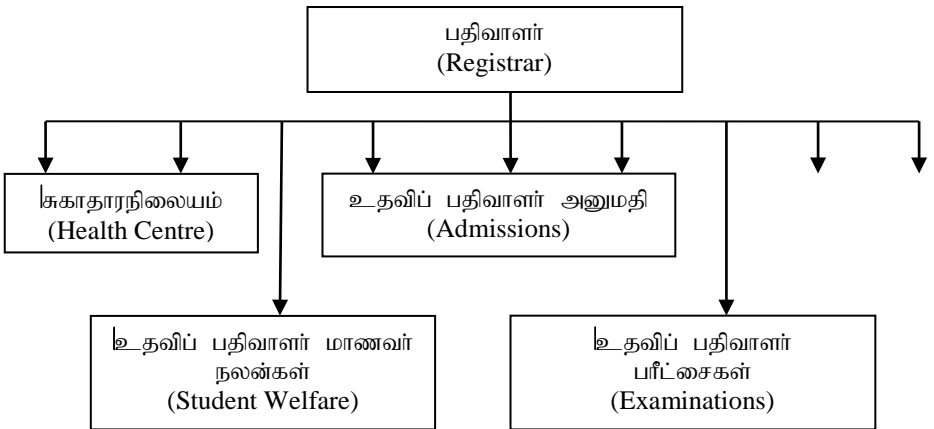 பதிவாளர்
(Registrar)
சுகாதாரநிலையம்
(Health Centre)
உதவிப் பதிவாளர் அனுமதி
(Admissions)
உதவிப் பதிவாளர் மாணவர்
நலன்கள்
(Student Welfare)
உதவிப் பதிவாளர்
பரீட்சைகள்
(Examinations)